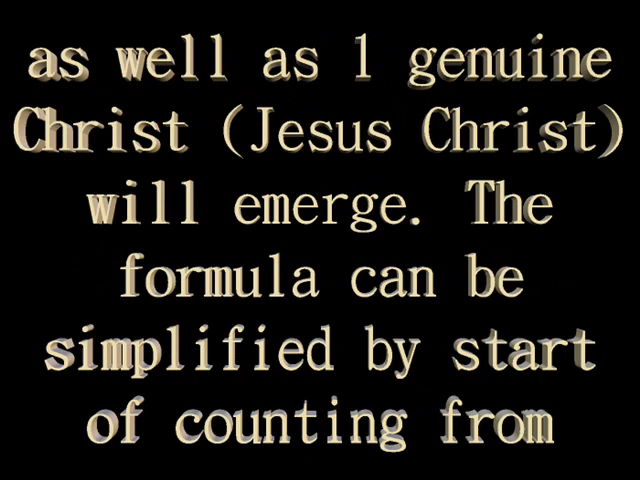 as well as 1 genuine
Christ (Jesus Christ)
will emerge. The
formula can be
simplified by start
of counting from